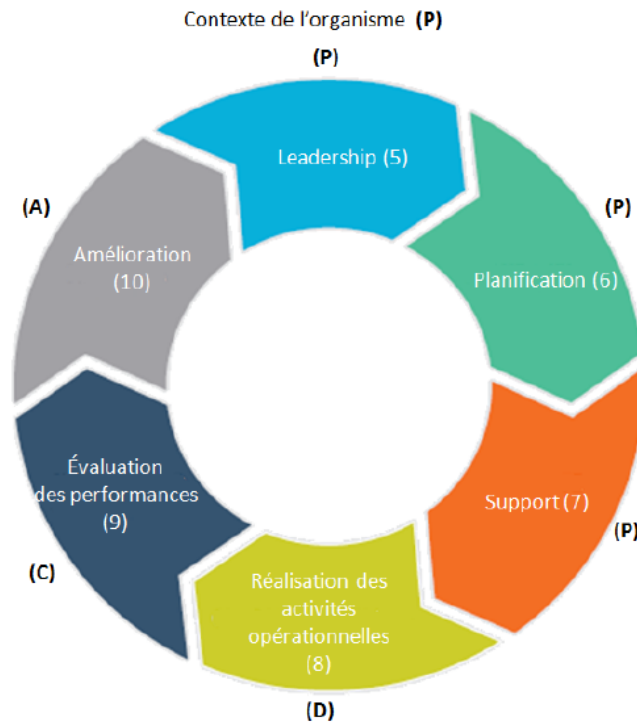 Contexte de l'organisme (P)
(P)
Leadership (5)
(P)
Planification (6)
Support (7)
(P)
Réalisation des
activités
opérationnelles
(8)
(D)
Évaluation
des performances
(9)
(C)
Amélioration
(10)
(A)